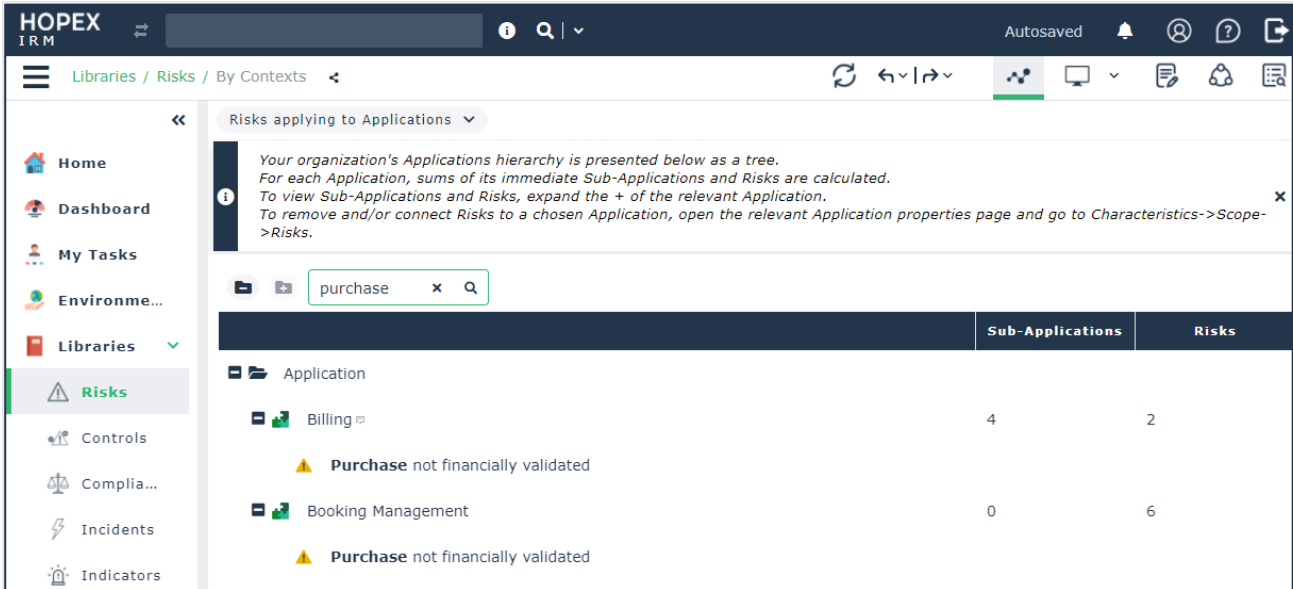 HOPEX
IRM
Autosaved
Libraries / Risks / By Contexts
Risks applying to Applications
Your organization's Applications hierarchy is presented below as a tree.
For each Application, sums of its immediate Sub-Applications and Risks are calculated.
To view Sub-Applications and Risks, expand the + of the relevant Application.
To remove and/or connect Risks to a chosen Application, open the relevant Application properties page and go to Characteristics->Scope-
>Risks.
Home
Dashboard
My Tasks
Environme...
Libraries
Risks
Controls
Complia...
Incidents
Indicators
purchase
Sub-Applications Risks
Application
Billing 4 2
Purchase not financially validated
Booking Management 0 6
Purchase not financially validated